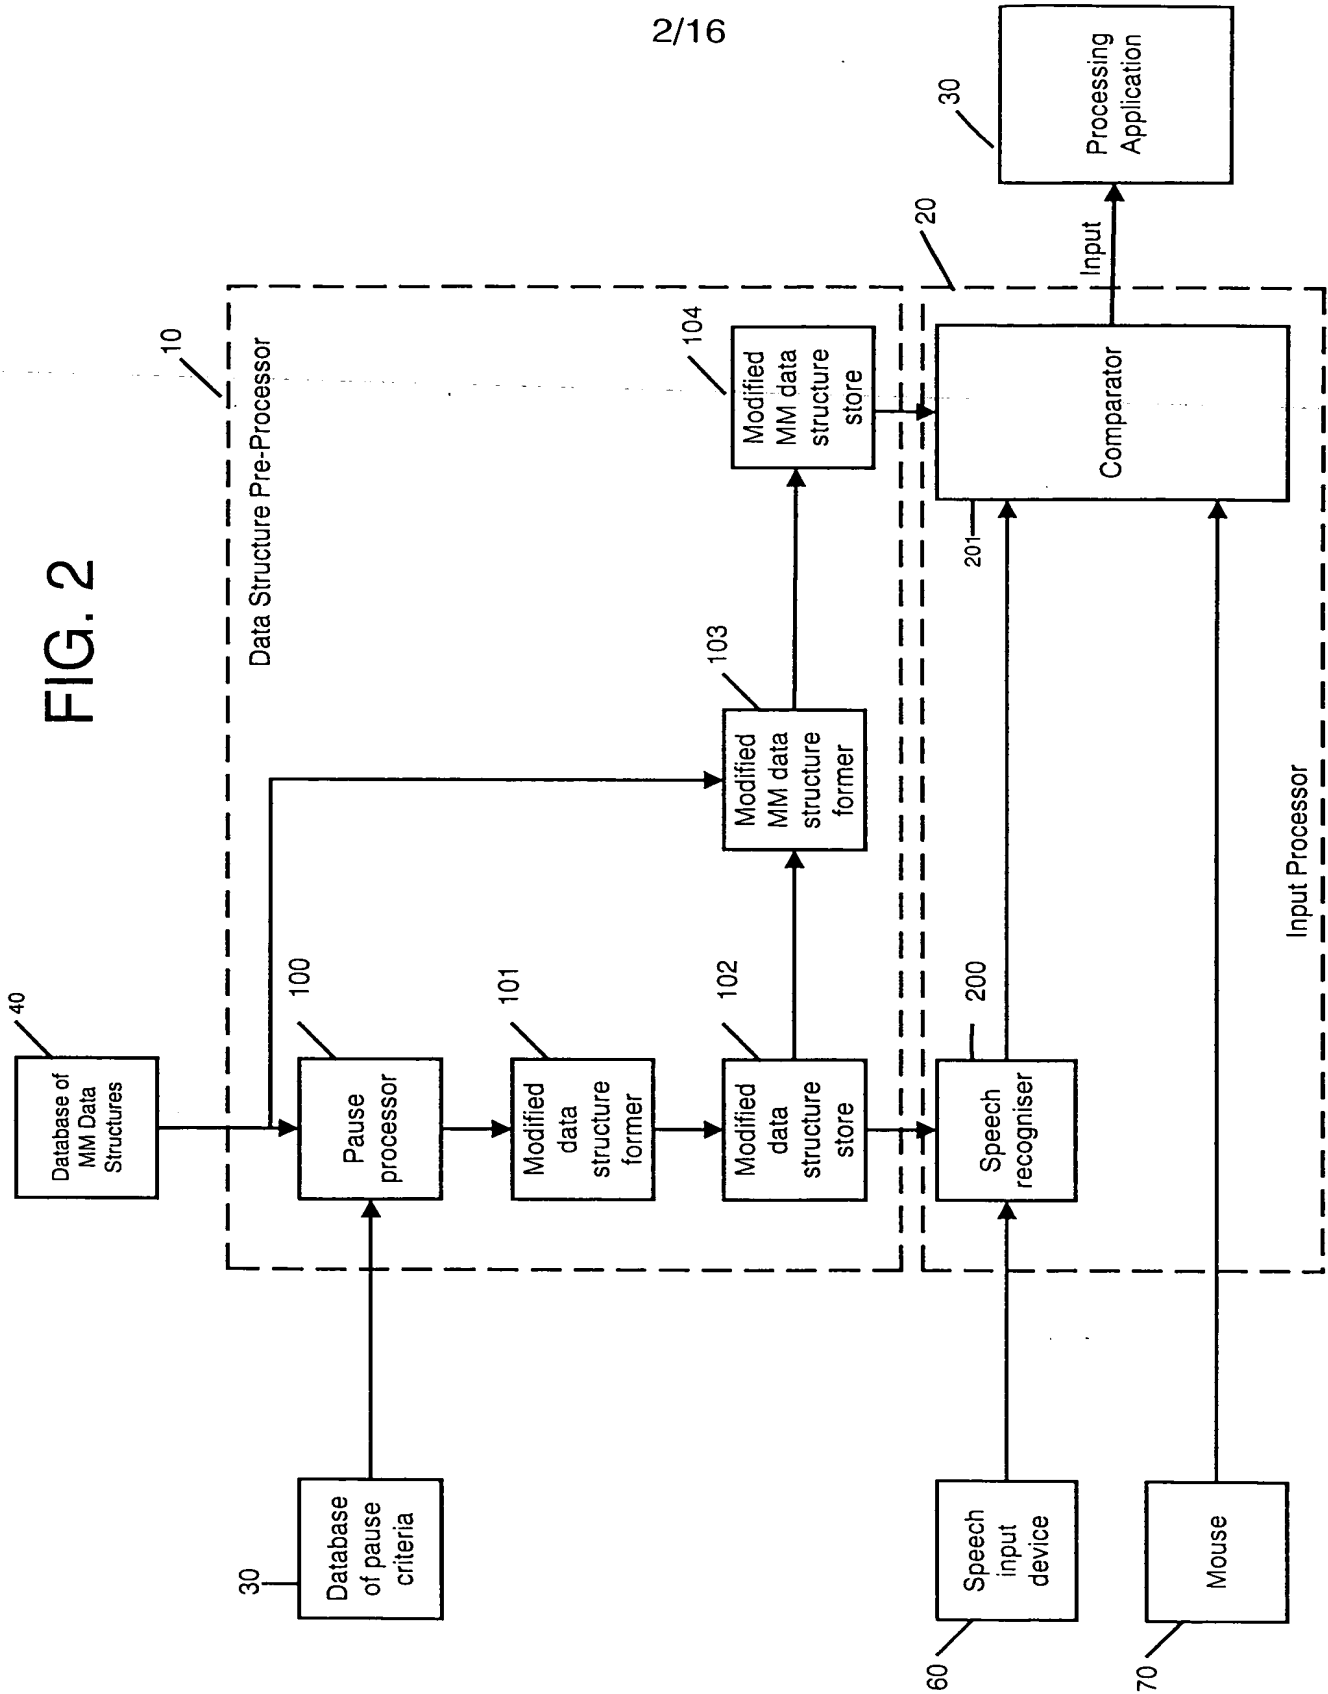 2/16
FIG. 2
40
Database of
MM Data
Structures
10
Data Structure Pre-Processor
30
Database
of pause
criteria
100
Pause
processor
101
Modified
data
structure
former
102
Modified
data
structure
store
103
Modified
MM data
structure
former
104
Modified
MM data
structure
store
20
Input Processor
60
Speech
input
device
200
Speech
recogniser
201
Comparator
Input
30
Processing
Application
70
Mouse